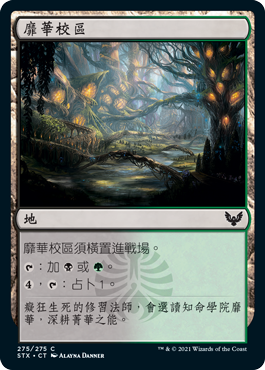 靡華校區
地
靡華校區須橫置進戰場。
：加或。
4，：占卜1。
癡狂生死的修習法師，會選讀知命學院靡
華，深耕菁華之能。
275/275 C
STX • CT ALAYNA DANNER
™ & © 2021 Wizards of the Coast